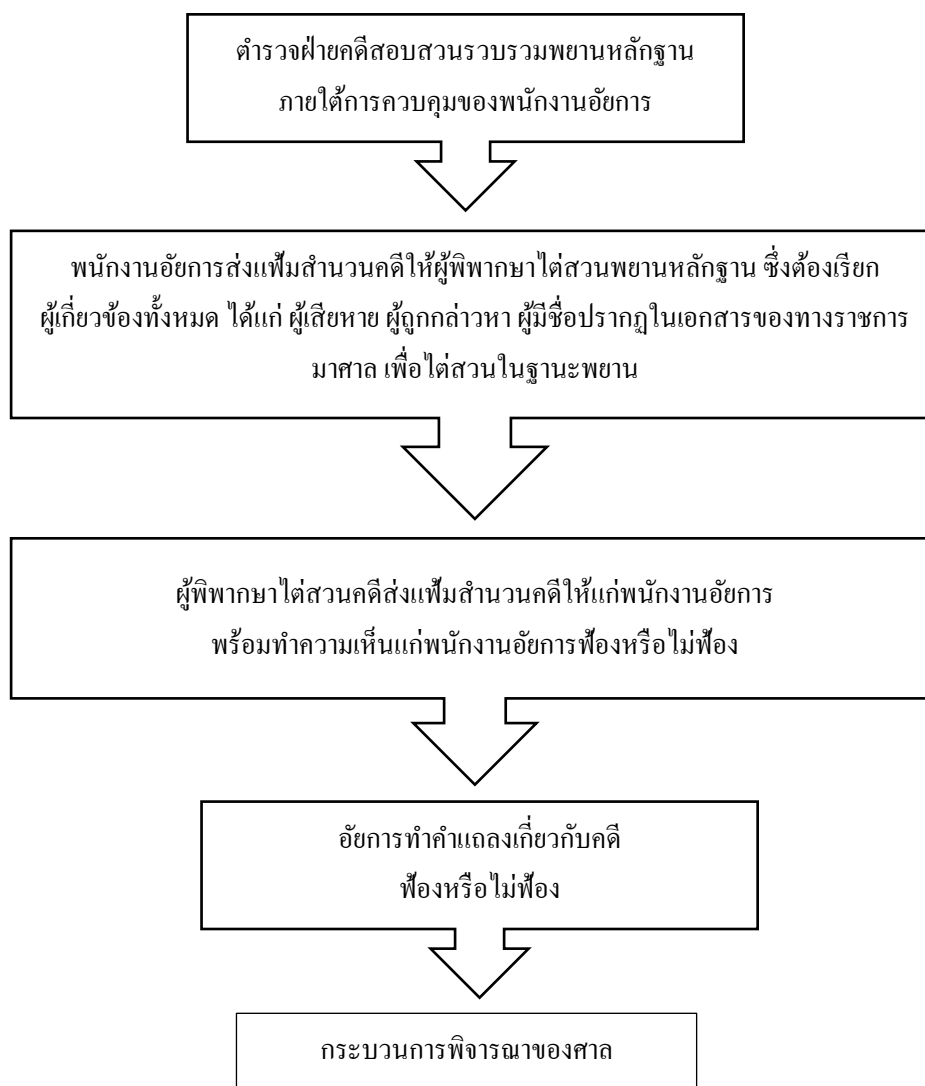 ตำรวจฝ่ายคดีสอบสวนรวบรวมพยานหลักฐาน
ภายใต้การควบคุมของพนักงานอัยการ
พนักงานอัยการส่งแฟ้มสำนวนคดีให้ผู้พิพากษาไต่สวนพยานหลักฐาน ซึ่งต้องเรียก
ผู้เกี่ยวข้องทั้งหมด ได้แก่ ผู้เสียหาย ผู้ถูกกล่าวหา ผู้มีชื่อปรากฏในเอกสารของทางราชการ
มาศาล เพื่อไต่สวนในฐานะพยาน
ผู้พิพากษาไต่สวนคดีส่งแฟ้มสำนวนคดีให้แก่พนักงานอัยการ
พร้อมทำความเห็นแก่พนักงานอัยการฟ้องหรือไม่ฟ้อง
อัยการทำคำแถลงเกี่ยวกับคดี
ฟ้องหรือไม่ฟ้อง
กระบวนการพิจารณาของศาล